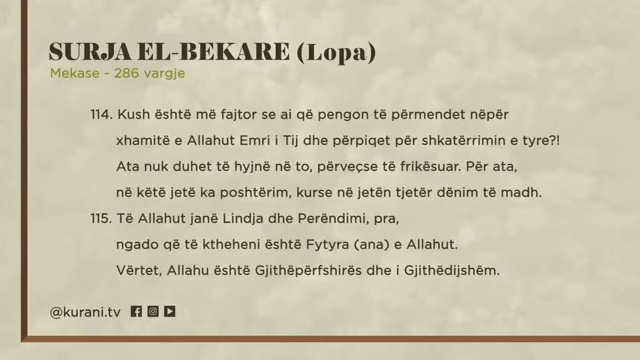 SURJA EL-BEKARE (Lopa)
Mekase - 286 vargje
114. Kush është më fajtor se ai që pengon të përmendet nëpër
xhamitë e Allahut Emri i Tij dhe përpiqet për shkatërrimin e tyre?!
Ata nuk duhet të hyjnë në to, përveçse të frikësuar. Për ata,
në këtë jetë ka poshtërim, kurse në jetën tjetër dënim të madh.
115. Të Allahut janë Lindja dhe Perëndimi, pra,
ngado që të ktheheni është Fytyra (ana) e Allahut.
Vërtet, Allahu është Gjithëpërfshirës dhe i Gjithëdijshëm.
@kurani.tv